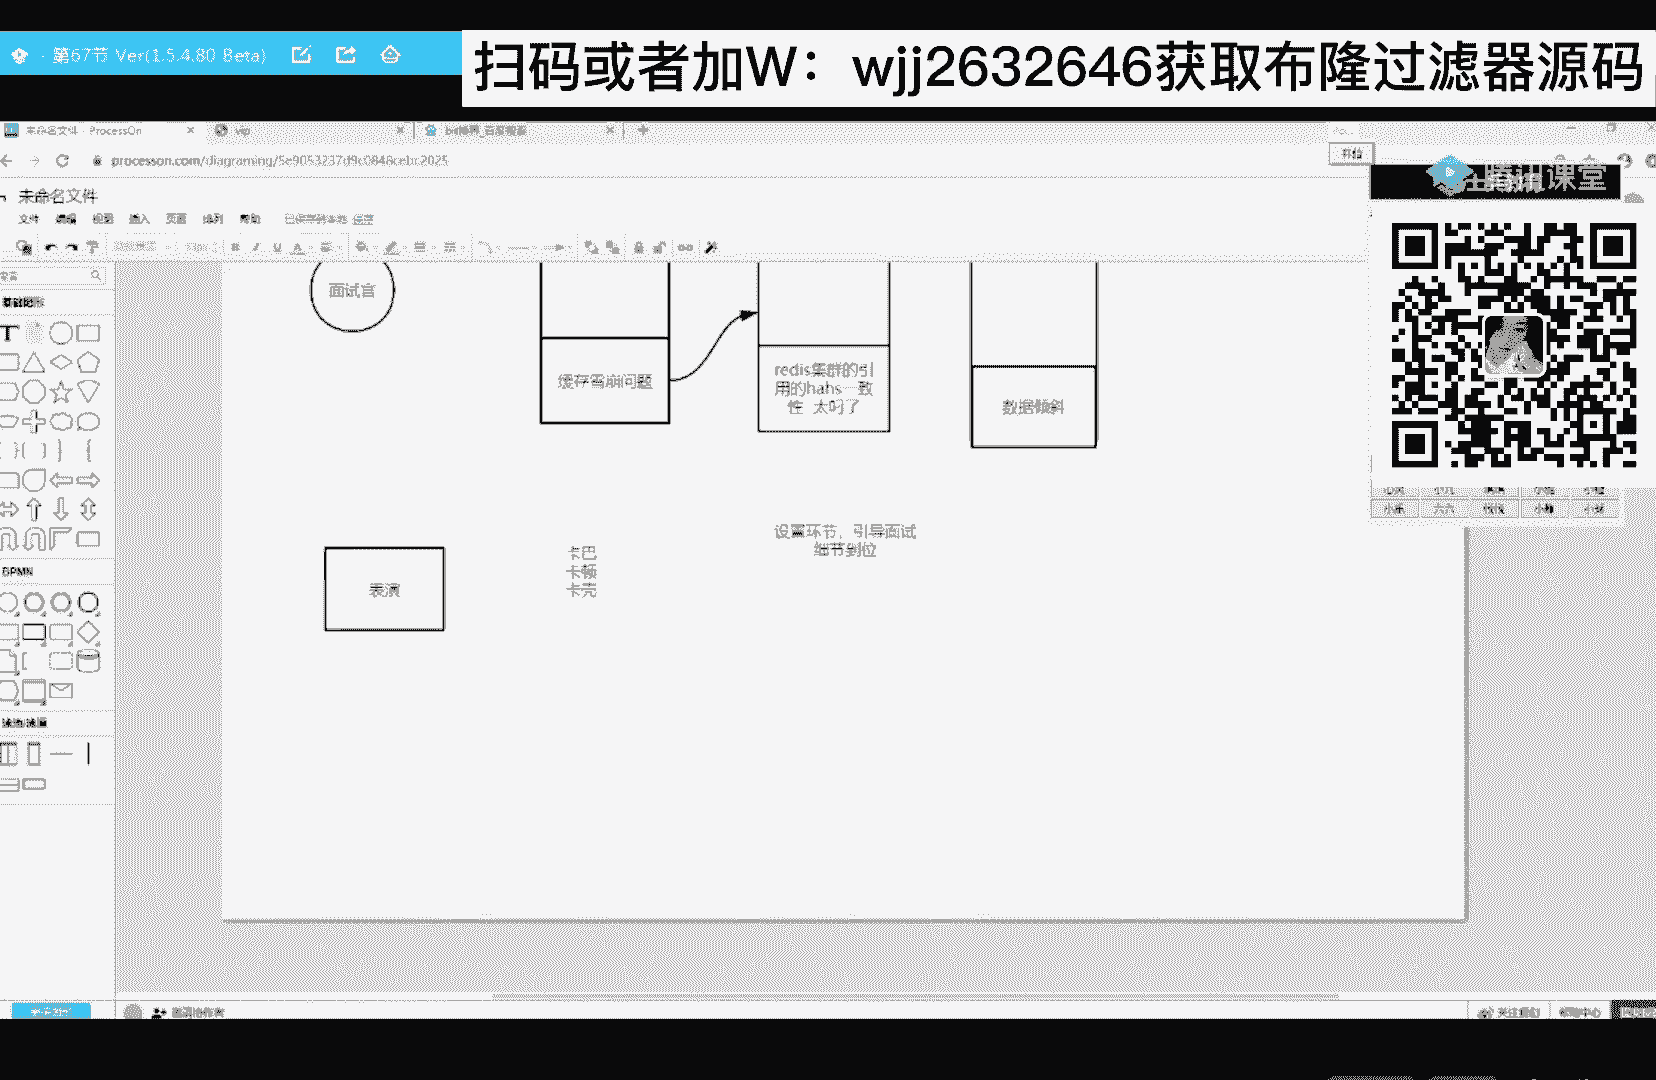 · 第67节 Ver(1.5.4.80 Beta)
扫码或者加W：wjj2632646获取布隆过滤器源码
未命名文件 - ProcessOn
vip
processon.com/diagraming/5e9053237d9c0848cebc2025
腾讯课堂
未命名文件
文件 编辑 视图 插入 页面 排列 帮助
面试官
缓存雪崩问题
redis集群的引
用的hahs一致
性 太叼了
数据倾斜
设置环节，引导面试
细节到位
卡巴
卡顿
卡壳
表演
基础图形
BPMN